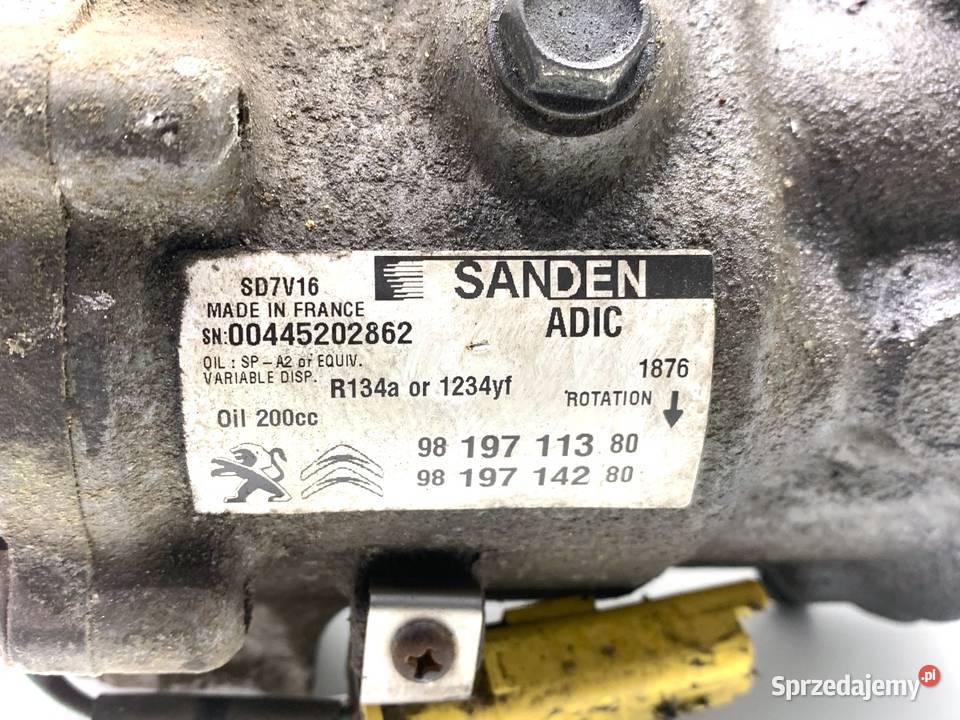 SD7V16
SANDEN
MADE IN FRANCE
ADIC
SN:00445202862
OIL : SP-A2 or EQUIV.
VARIABLE DISP.
R134a or 1234yf
1876
ROTATION
Oil 200cc
98 197 113 80
98 197 142 80
Sprzedajemy.pl